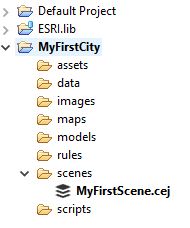 Default Project
ESRI.lib
MyFirstCity
assets
data
images
maps
models
rules
scenes
MyFirstScene.cej
scripts